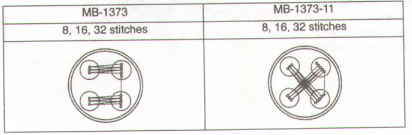 MB-1373
MB-1373-11
8, 16, 32 stitches
8, 16, 32 stitches